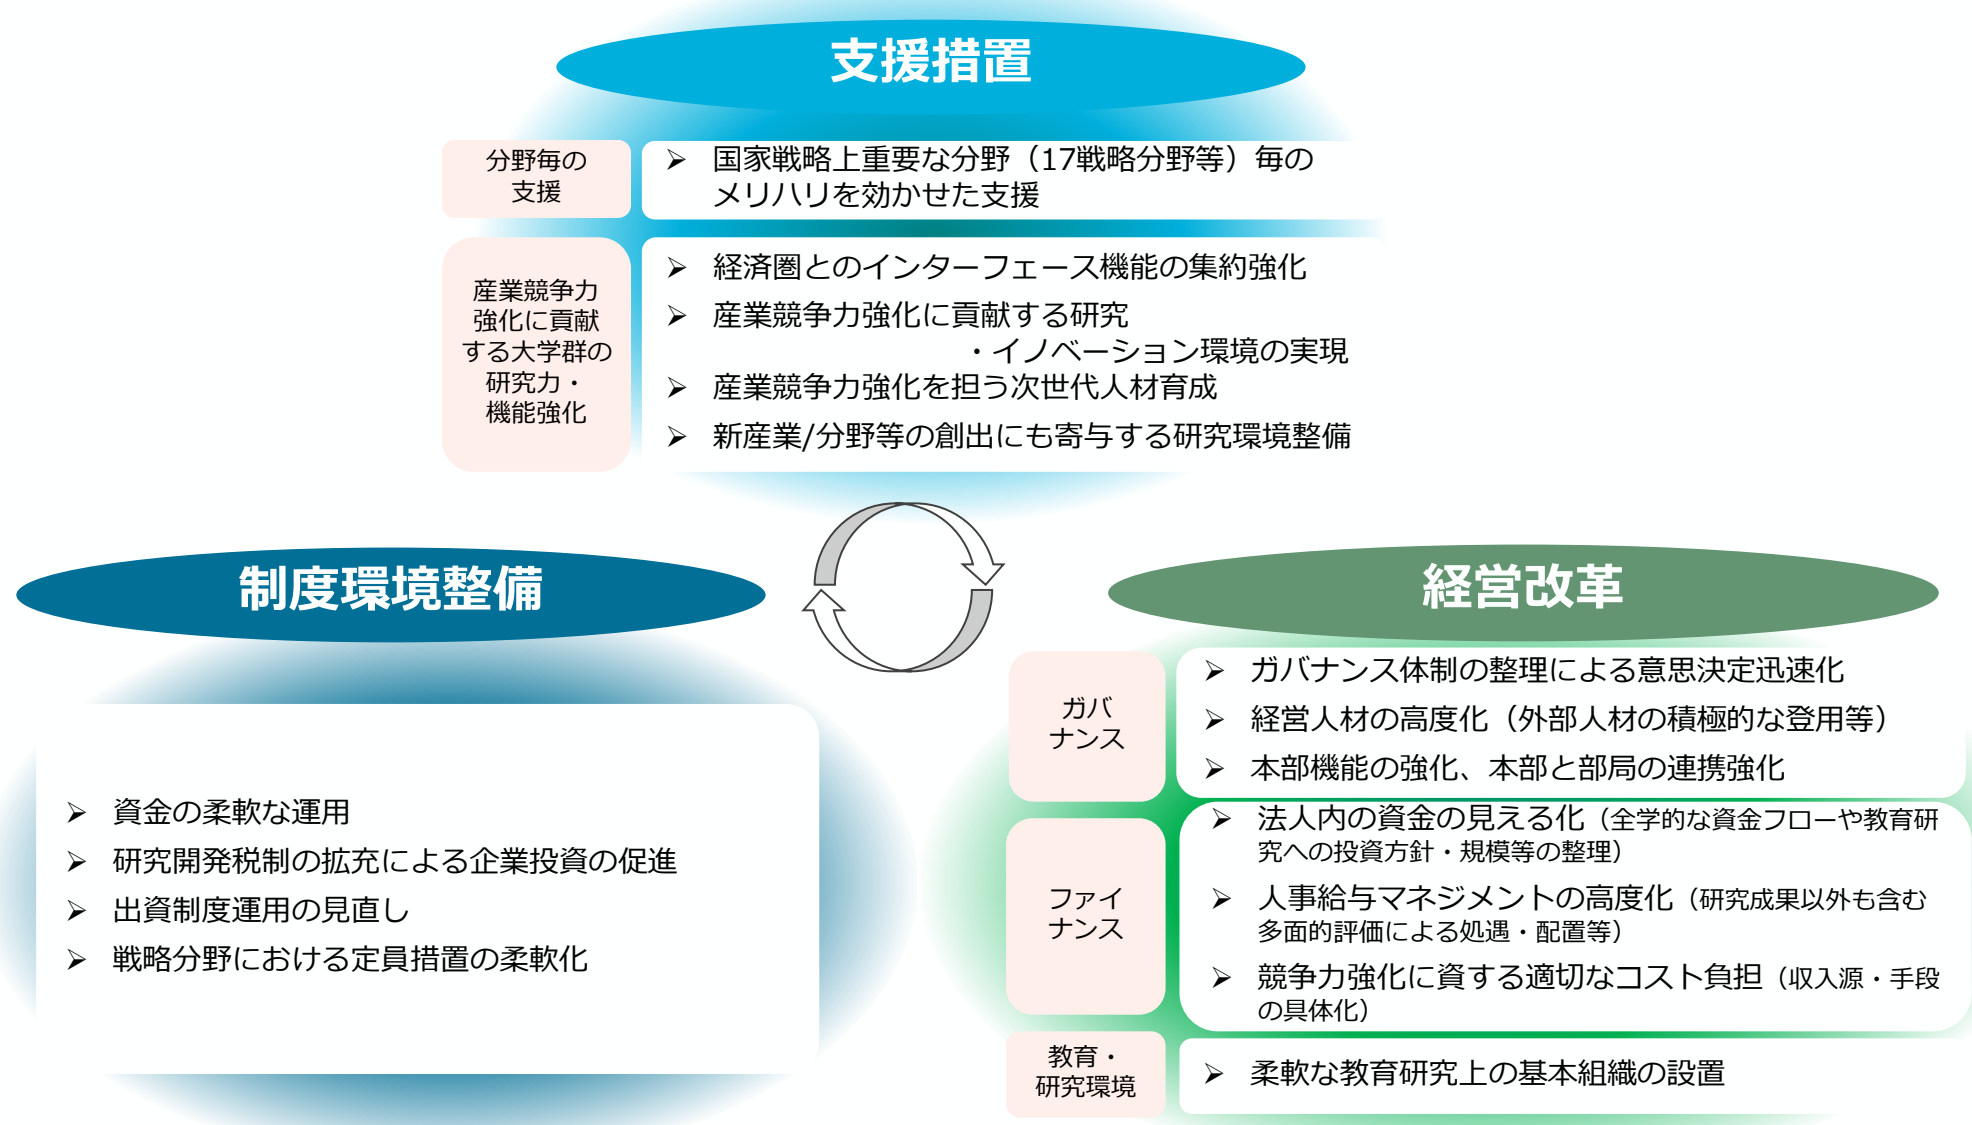 支援措置
分野毎の
支援
➢ 国家戦略上重要な分野（17戦略分野等）毎の
メリハリを効かせた支援
産業競争力
強化に貢献
する大学群の
研究力・
機能強化
➢ 経済圏とのインターフェース機能の集約強化
➢ 産業競争力強化に貢献する研究
・イノベーション環境の実現
➢ 産業競争力強化を担う次世代人材育成
➢ 新産業/分野等の創出にも寄与する研究環境整備
制度環境整備
➢ 資金の柔軟な運用
➢ 研究開発税制の拡充による企業投資の促進
➢ 出資制度運用の見直し
➢ 戦略分野における定員措置の柔軟化
経営改革
ガバ
ナンス
➢ ガバナンス体制の整理による意思決定迅速化
➢ 経営人材の高度化（外部人材の積極的な登用等）
➢ 本部機能の強化、本部と部局の連携強化
ファイ
ナンス
➢ 法人内の資金の見える化（全学的な資金フローや教育研
究への投資方針・規模等の整理）
➢ 人事給与マネジメントの高度化（研究成果以外も含む
多面的評価による処遇・配置等）
➢ 競争力強化に資する適切なコスト負担（収入源・手段
の具体化）
教育・
研究環境
➢ 柔軟な教育研究上の基本組織の設置